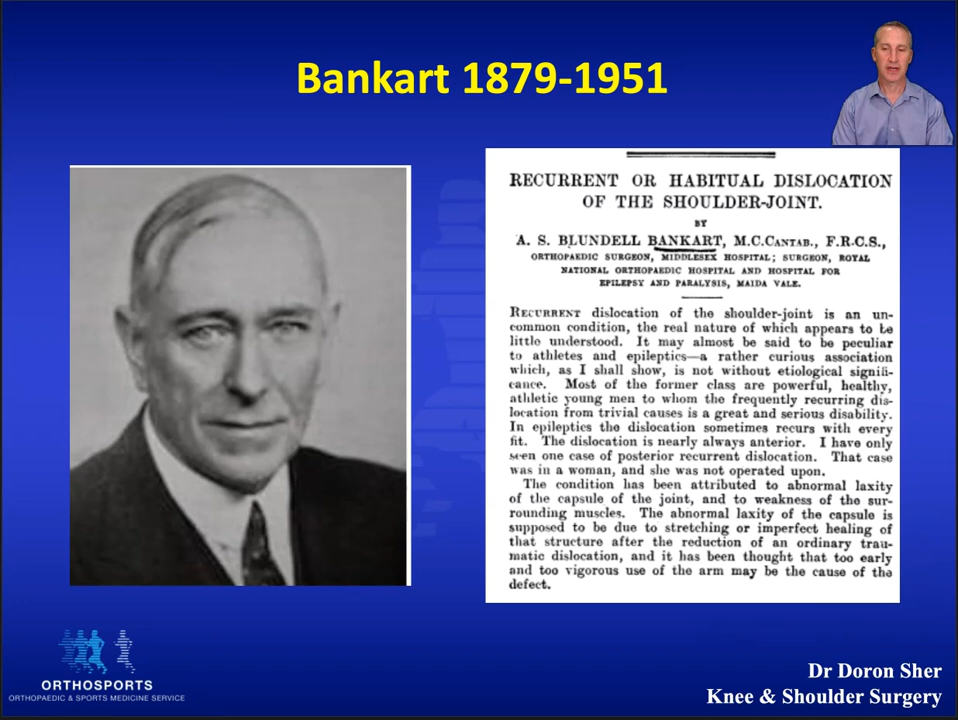 Bankart 1879-1951
RECURRENT OR HABITUAL DISLOCATION
OF THE SHOULDER-JOINT.
BY
A. S. BLUNDELL BANKART, M.C.CANTAB., F.R.C.S.,
ORTHOPAEDIC SURGEON, MIDDLESEX HOSPITAL; SURGEON, ROYAL
NATIONAL ORTHOPAEDIC HOSPITAL AND HOSPITAL FOR
EPILEPSY AND PARALYSIS, MAIDA VALE.
RECURRENT dislocation of the shoulder-joint is an un-
common condition, the real nature of which appears to be
little understood. It may almost be said to be peculiar
to athletes and epileptics—a rather curious association
which, as I shall show, is not without etiological signifi-
cance. Most of the former class are powerful, healthy,
athletic young men to whom the frequently recurring dis-
location from trivial causes is a great and serious disability.
In epileptics the dislocation sometimes recurs with every
fit. The dislocation is nearly always anterior. I have only
seen one case of posterior recurrent dislocation. That case
was in a woman, and she was not operated upon.
The condition has been attributed to abnormal laxity
of the capsule of the joint, and to weakness of the sur-
rounding muscles. The abnormal laxity of the capsule is
supposed to be due to stretching or imperfect healing of
that structure after the reduction of an ordinary trau-
matic dislocation, and it has been thought that too early
and too vigorous use of the arm may be the cause of the
defect.
ORTHOSPORTS
ORTHOPAEDIC & SPORTS MEDICINE SERVICE
Dr Doron Sher
Knee & Shoulder Surgery